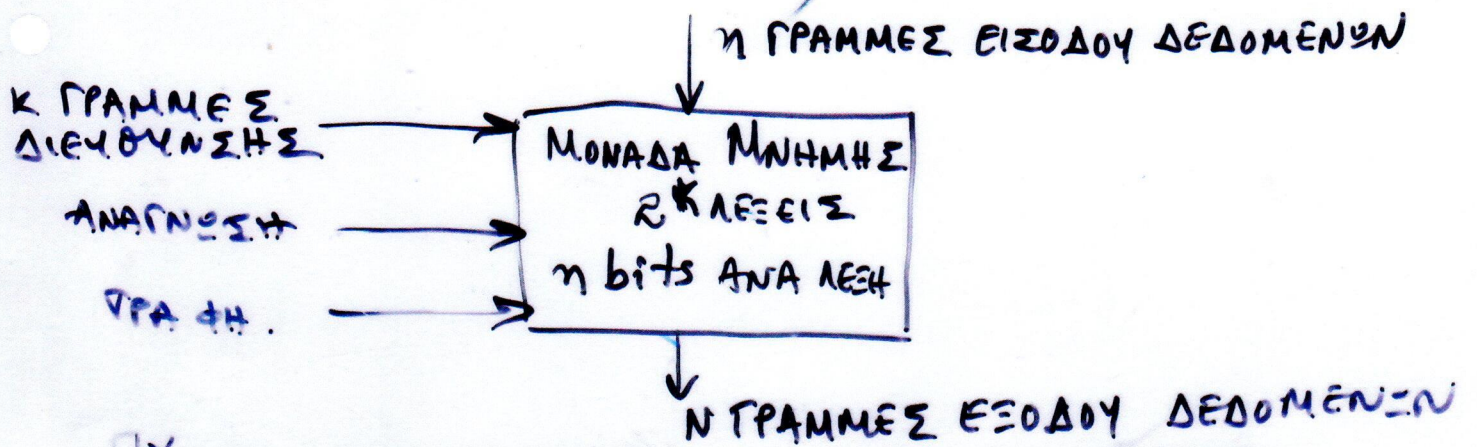 η ΓΡΑΜΜΕΣ ΕΙΣΟΔΟΥ ΔΕΔΟΜΕΝΩΝ
Κ ΓΡΑΜΜΕΣ
ΔΙΕΥΘΥΝΣΗΣ
ΜΟΝΑΔΑ ΜΝΗΜΗΣ
2^Κ ΛΕΞΕΙΣ
ΑΝΑΓΝΩΣΗ
η bits ΑΝΑ ΛΕΞΗ
ΓΡΑΦΗ.
Ν ΓΡΑΜΜΕΣ ΕΞΟΔΟΥ ΔΕΔΟΜΕΝΩΝ